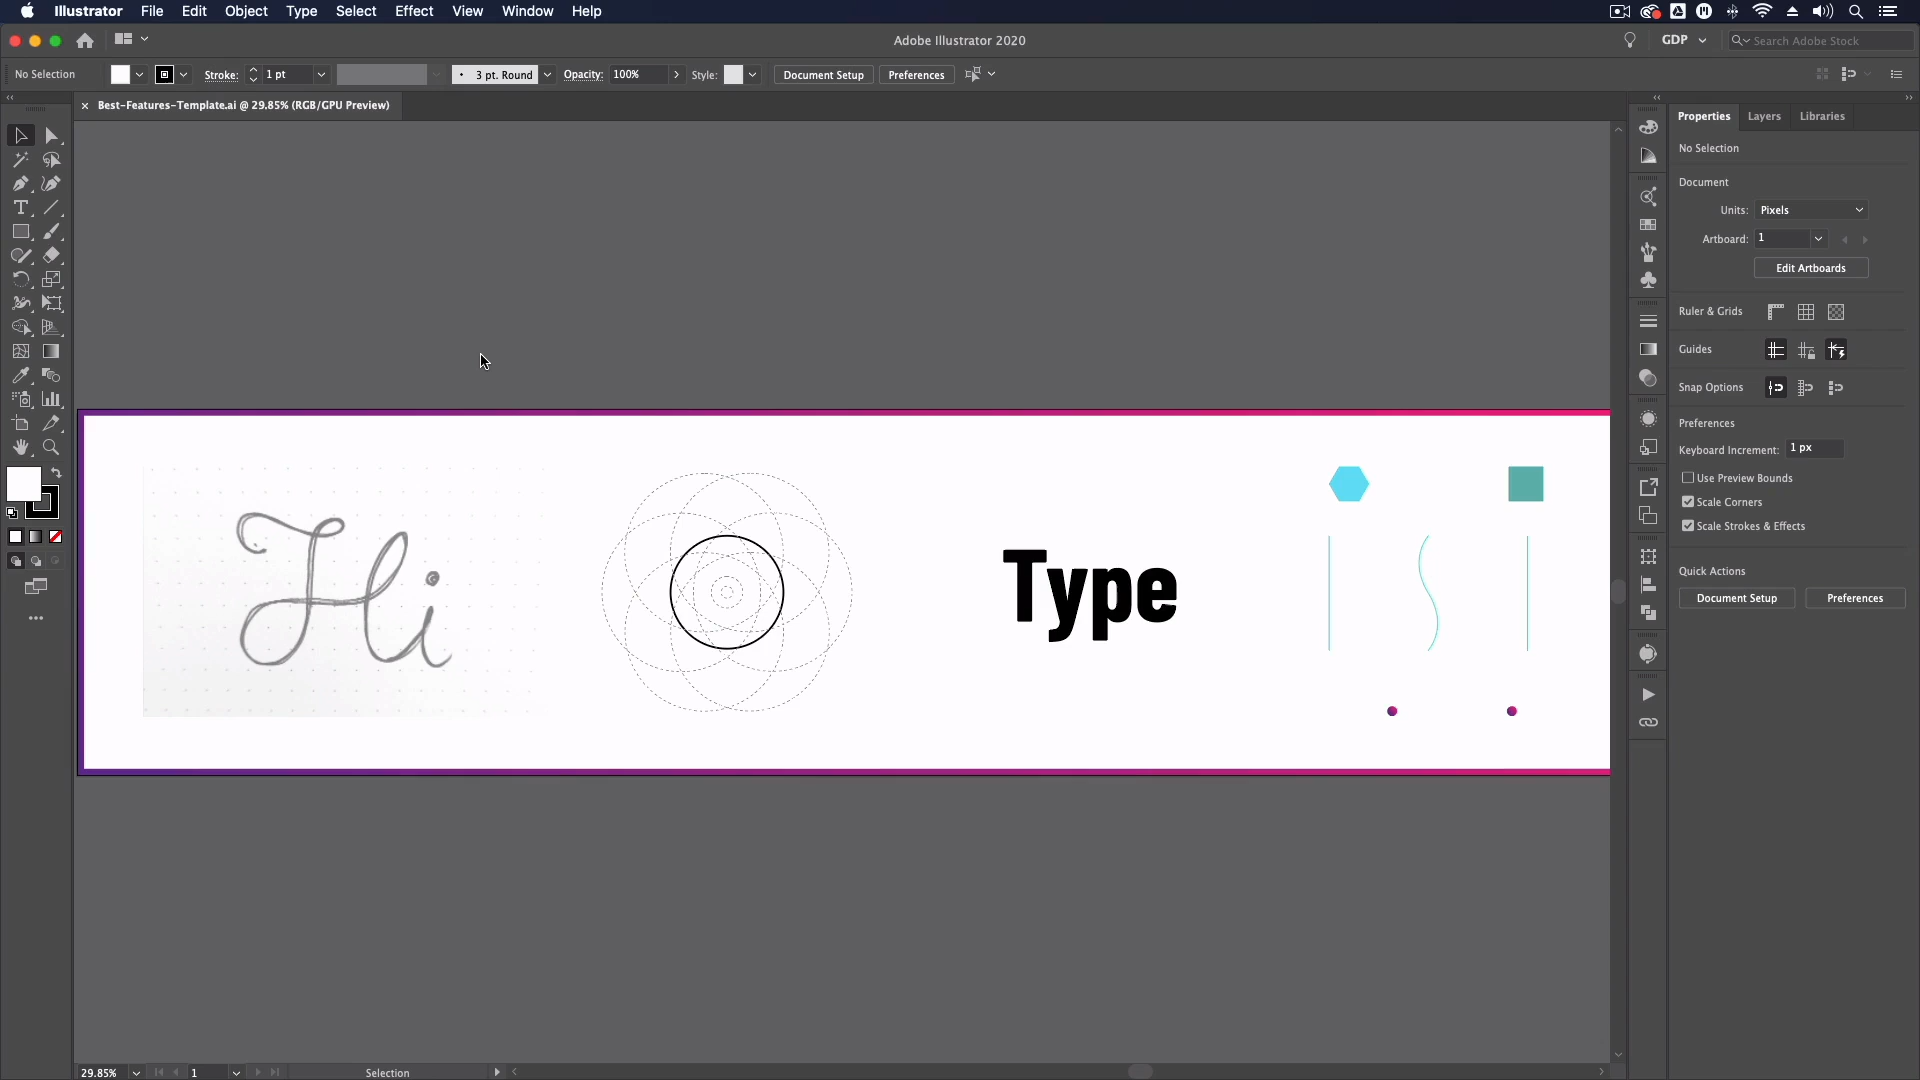 Illustrator File Edit Object Type Select Effect View Window Help
Adobe Illustrator 2020
GDP
Search Adobe Stock
No Selection
Stroke: 1 pt
3 pt. Round
Opacity: 100%
Style:
Document Setup
Preferences
× Best-Features-Template.ai @ 29.85% (RGB/GPU Preview)
Properties Layers Libraries
No Selection
Document
Units: Pixels
Artboard: 1
Edit Artboards
Ruler & Grids
Guides
Snap Options
Preferences
Keyboard Increment: 1 px
Use Preview Bounds
Scale Corners
Scale Strokes & Effects
Quick Actions
Document Setup Preferences
Hi
Type
29.85% 1 Selection